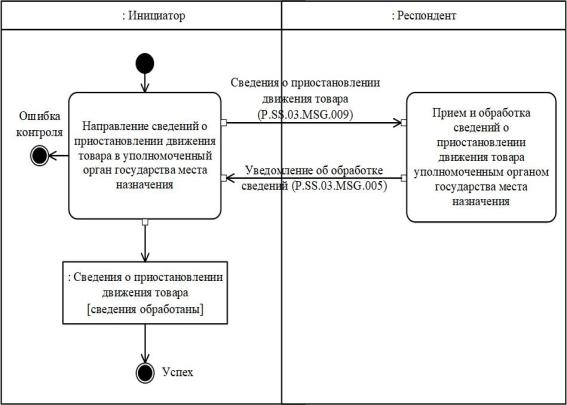 : Инициатор
: Респондент
Сведения о приостановлении
движения товара
(P.SS.03.MSG.009)
Ошибка
контроля
Направление сведений о
приостановлении движения
товара в уполномоченный
орган государства места
назначения
Прием и обработка
сведений о
приостановлении
движения товара
уполномоченным органом
государства места
назначения
Уведомление об обработке
сведений (P.SS.03.MSG.005)
: Сведения о приостановлении
движения товара
[сведения обработаны]
Успех